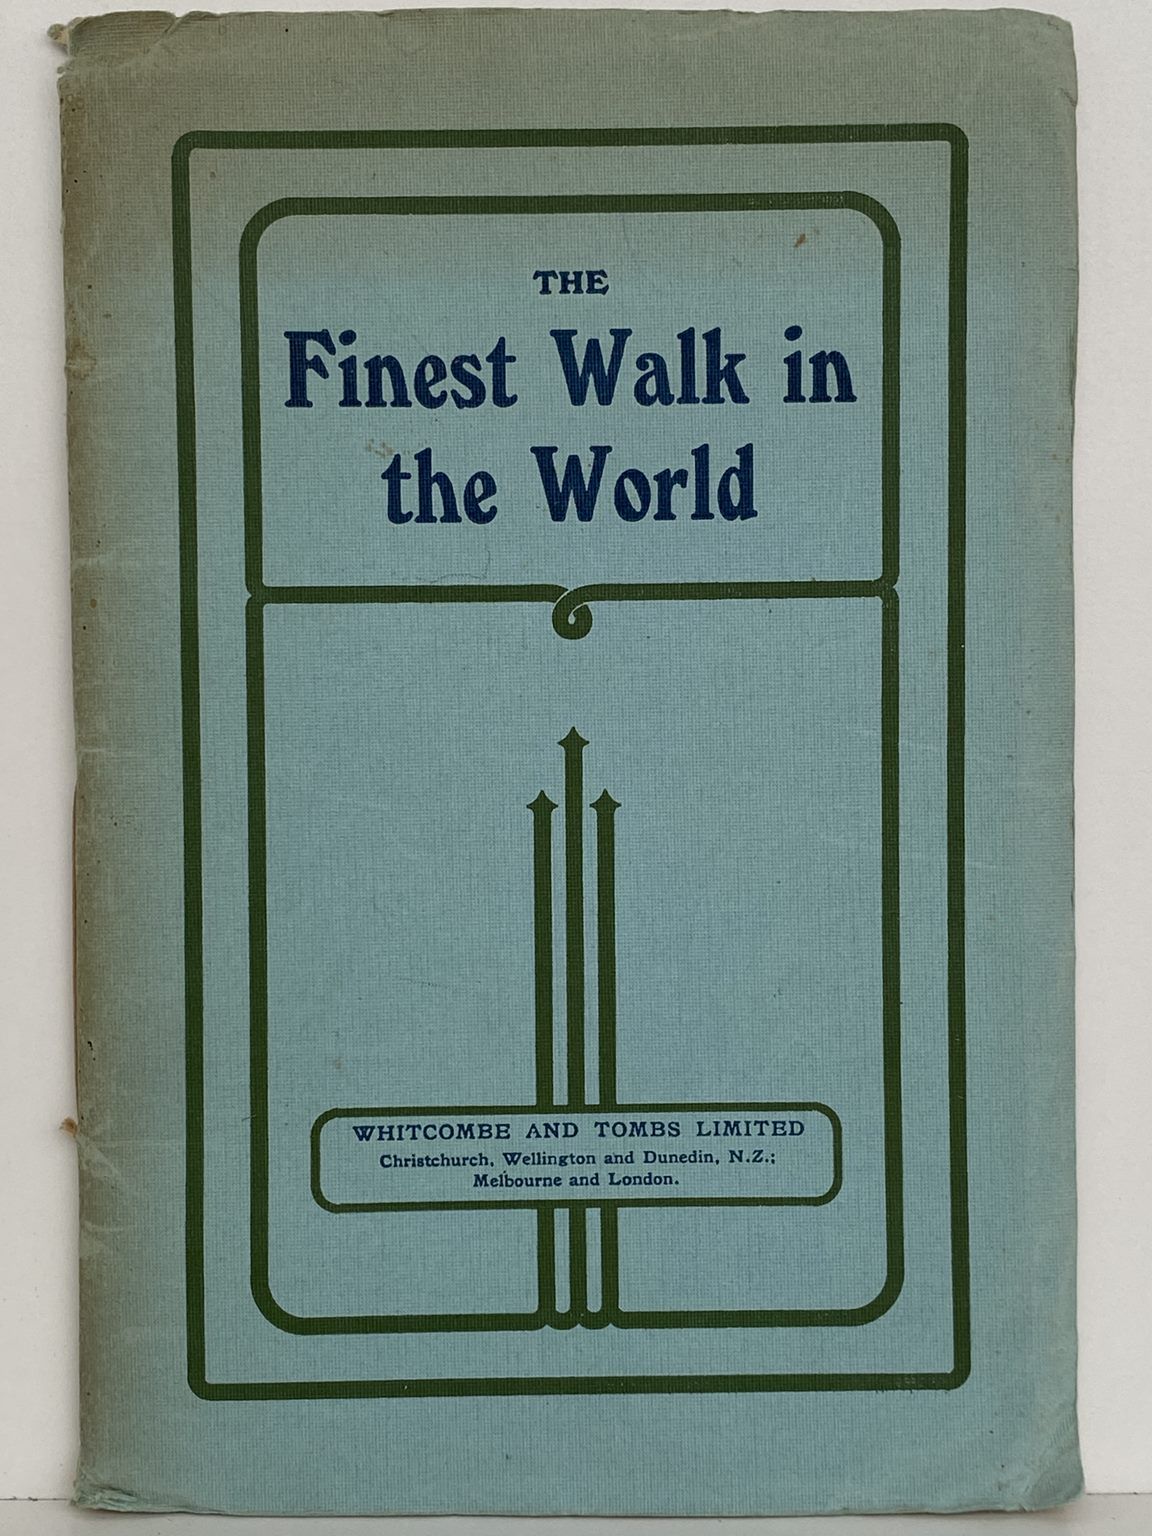 THE
Finest Walk in
the World
WHITCOMBE AND TOMBS LIMITED
Christchurch, Wellington and Dunedin, N.Z.;
Melbourne and London.